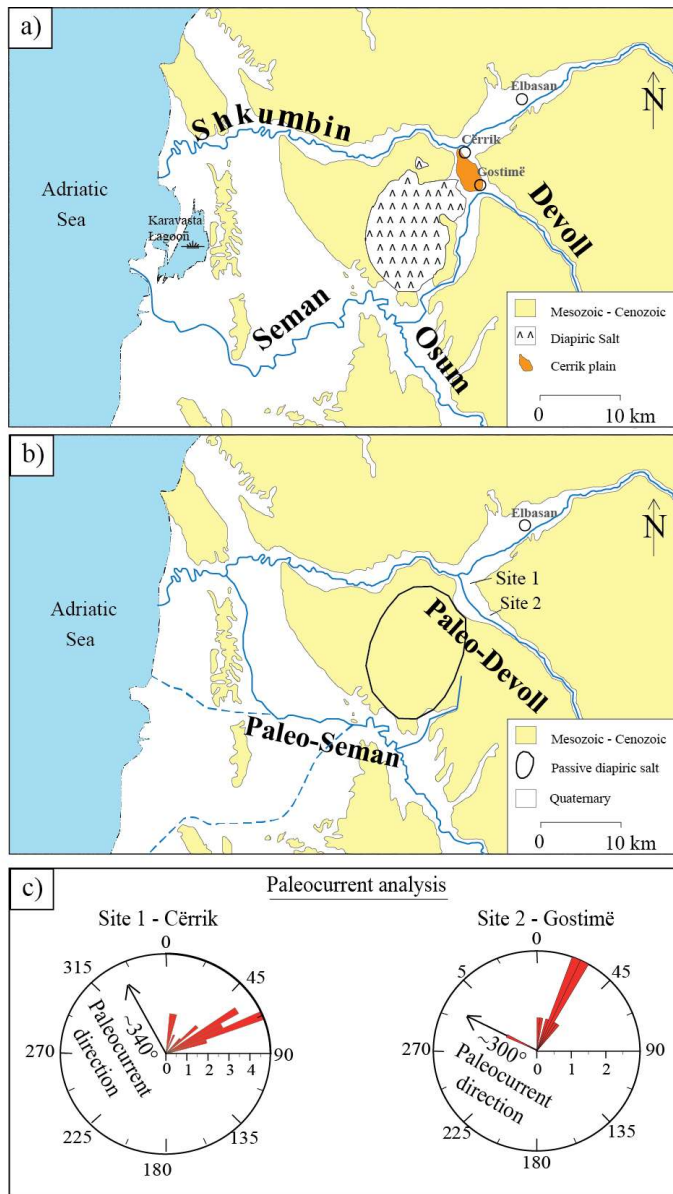 a)
Elbasan
N
Shkumbin
Cërrik
Gostimë
Adriatic
Sea
Karavasta
Lagoon
Devoll
Seman
Osum
Mesozoic - Cenozoic
Diapiric Salt
Cerrik plain
0 10 km
b)
Elbasan
N
Site 1
Site 2
Adriatic
Sea
Paleo-Devoll
Paleo-Seman
Mesozoic - Cenozoic
Passive diapiric salt
Quaternary
0 10 km
c)
Paleocurrent analysis
Site 1 - Cërrik
0
315
45
~340°
Paleocurrent
direction
270
0 1 2 3 4
90
225
135
180
Site 2 - Gostimë
0
5
45
~300°
Paleocurrent
direction
270
0 1 2
90
225
135
180